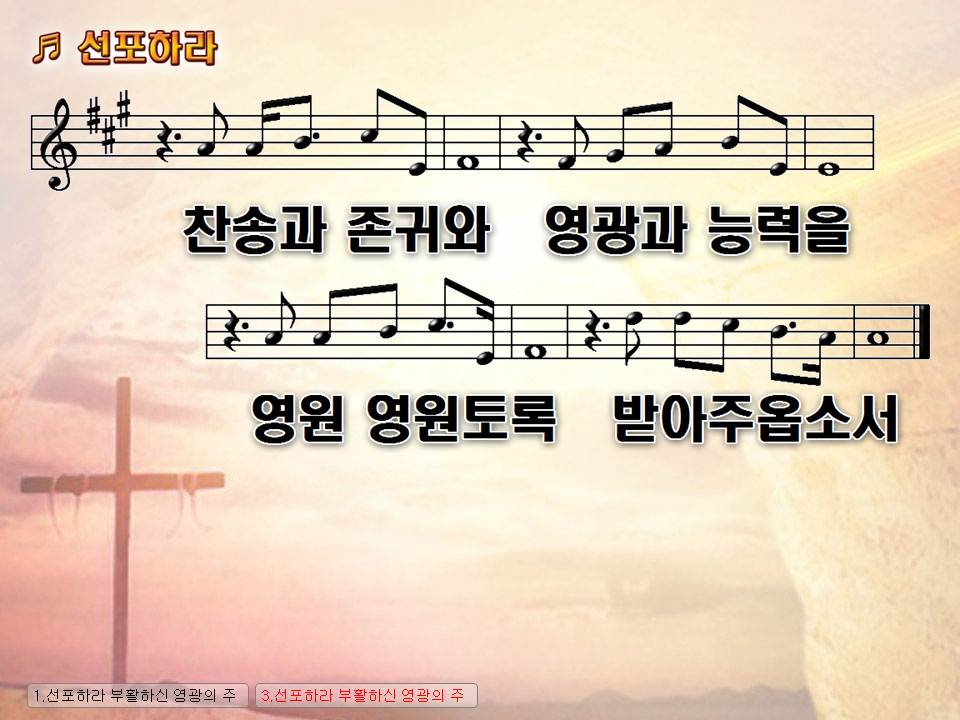 ♬ 선포하라
찬송과 존귀와 영광과 능력을
영원 영원토록 받아주옵소서
1.선포하라 부활하신 영광의 주 3.선포하라 부활하신 영광의 주